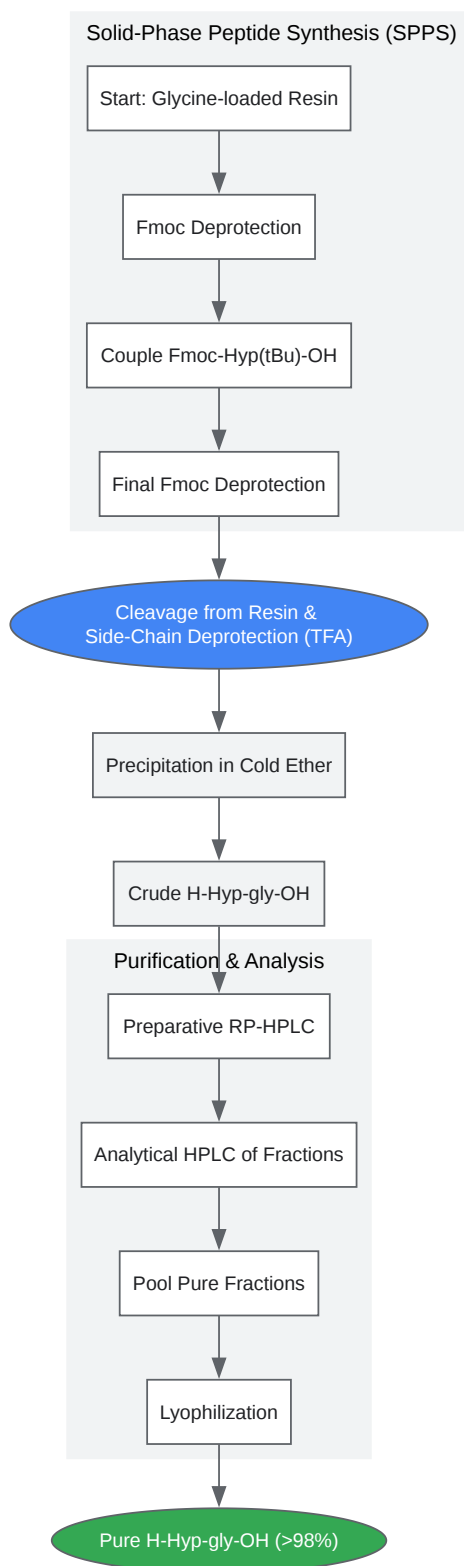 Solid-Phase Peptide Synthesis (SPPS)
Start: Glycine-loaded Resin
Fmoc Deprotection
Couple Fmoc-Hyp(tBu)-OH
Final Fmoc Deprotection
Cleavage from Resin &
Side-Chain Deprotection (TFA)
Precipitation in Cold Ether
Crude H-Hyp-gly-OH
Purification & Analysis
Preparative RP-HPLC
Analytical HPLC of Fractions
Pool Pure Fractions
Lyophilization
Pure H-Hyp-gly-OH (>98%)